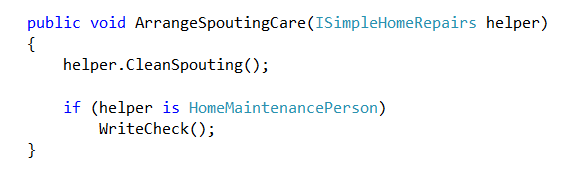 public void ArrangeSpoutingCare(ISimpleHomeRepairs helper)
{
    helper.CleanSpouting();

    if (helper is HomeMaintenancePerson)
        WriteCheck();
}